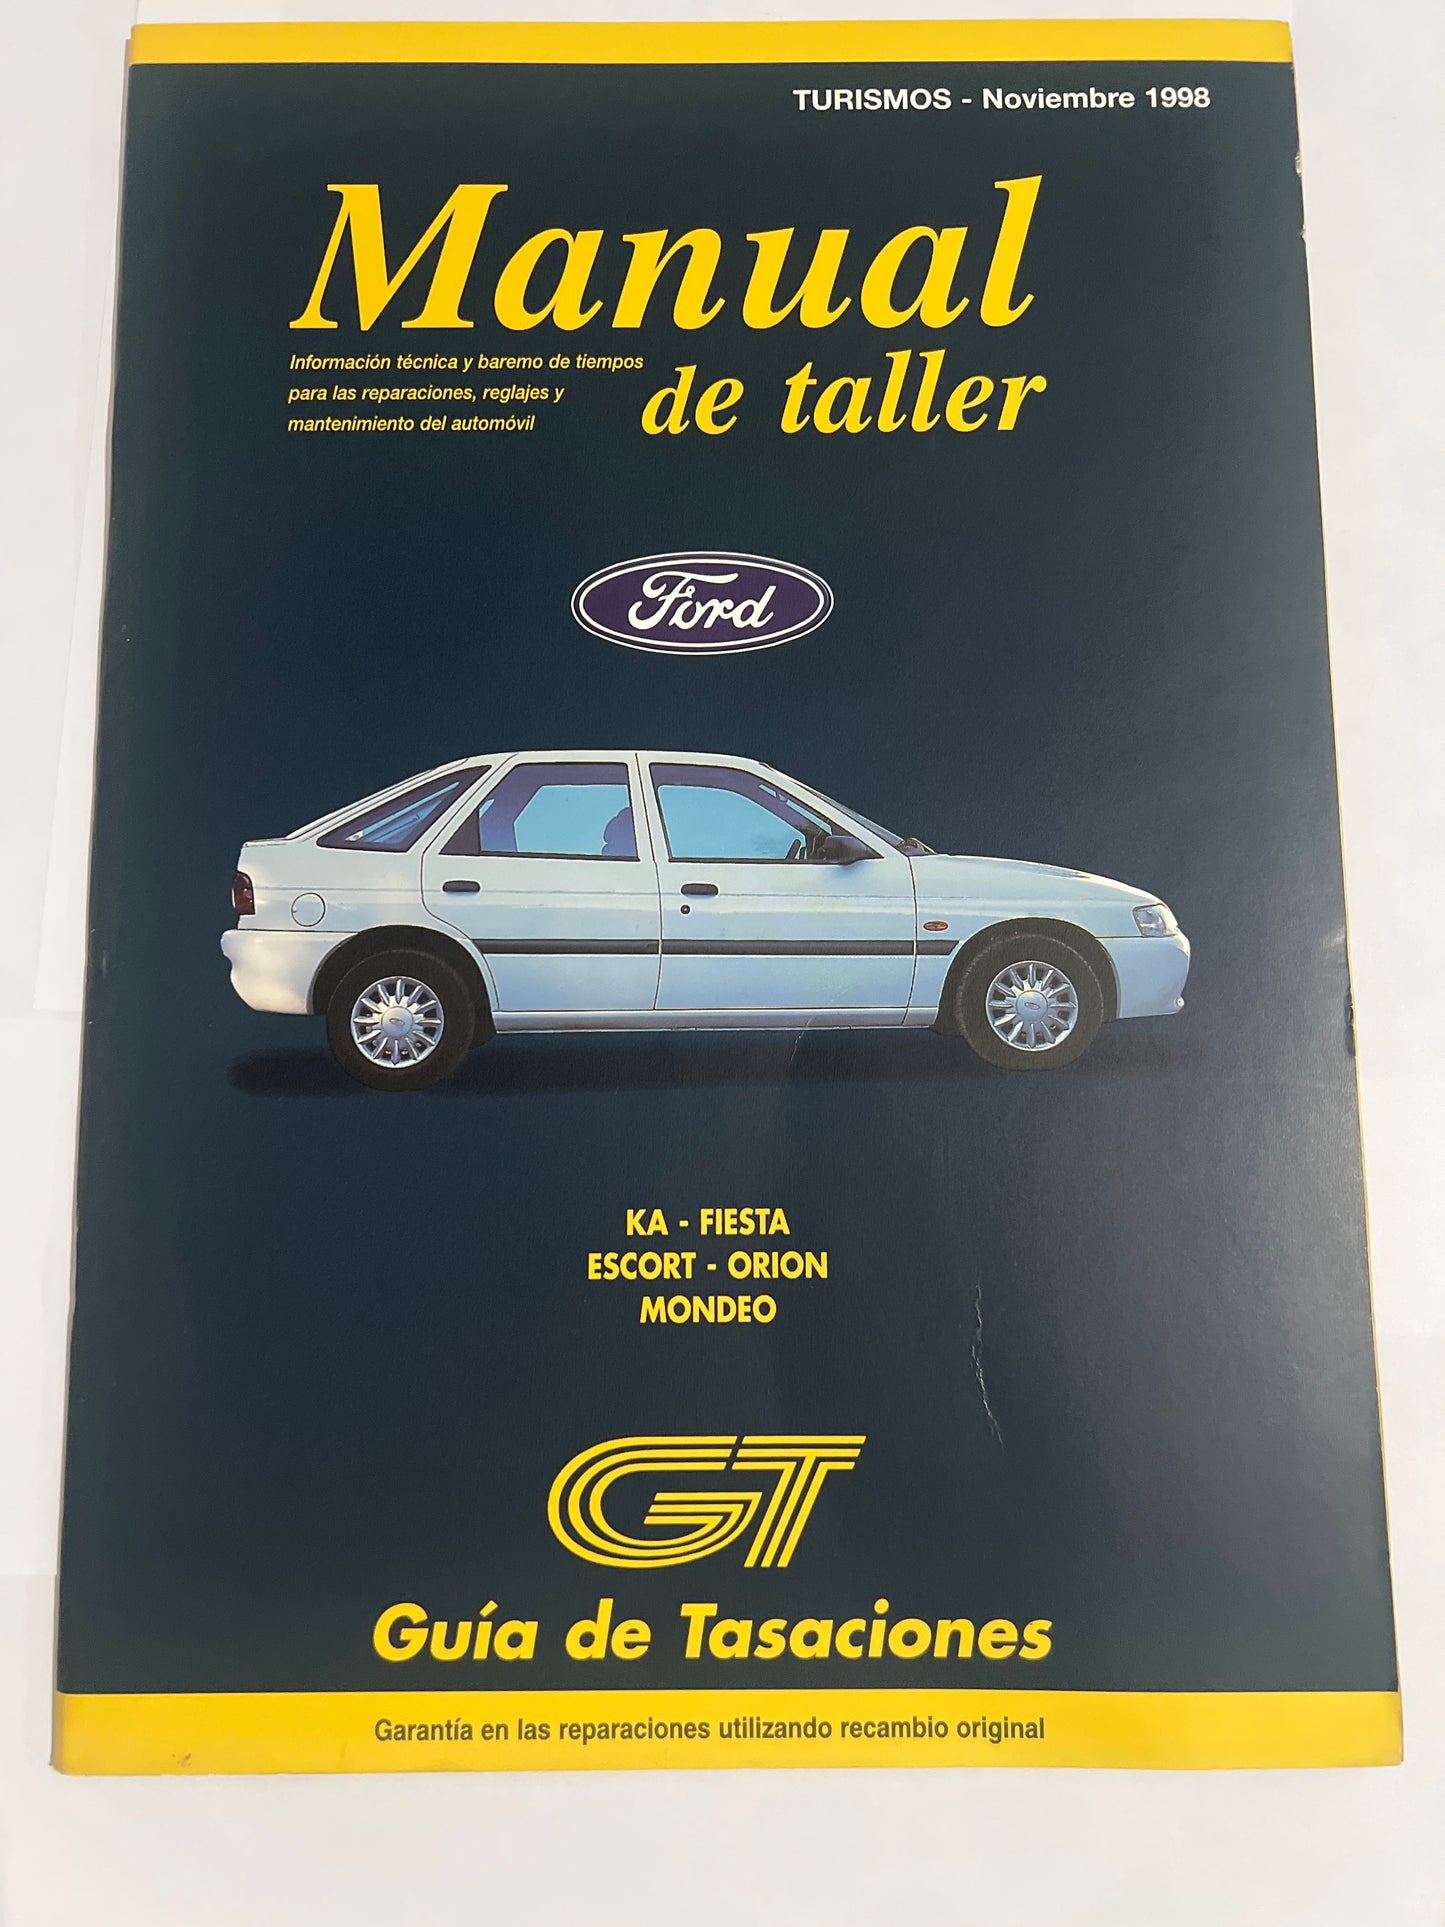 TURISMOS - Noviembre 1998
Manual
de taller
Información técnica y baremo de tiempos
para las reparaciones, reglajes y
mantenimiento del automóvil
Ford
KA - FIESTA
ESCORT - ORION
MONDEO
GT
Guía de Tasaciones
Garantía en las reparaciones utilizando recambio original